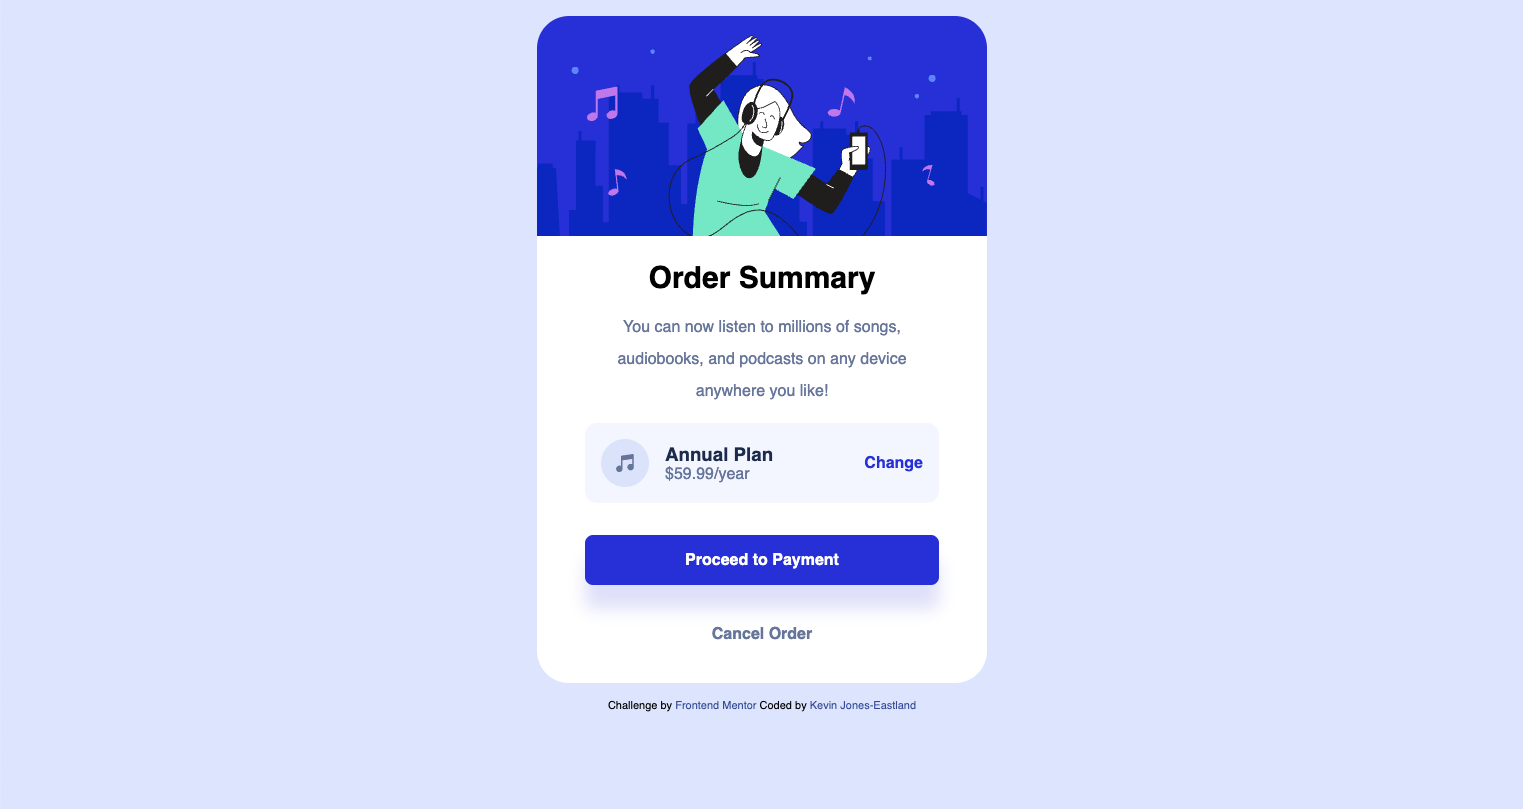 Order Summary
You can now listen to millions of songs,
audiobooks, and podcasts on any device
anywhere you like!
Annual Plan
$59.99/year
Change
Proceed to Payment
Cancel Order
Challenge by Frontend Mentor Coded by Kevin Jones-Eastland